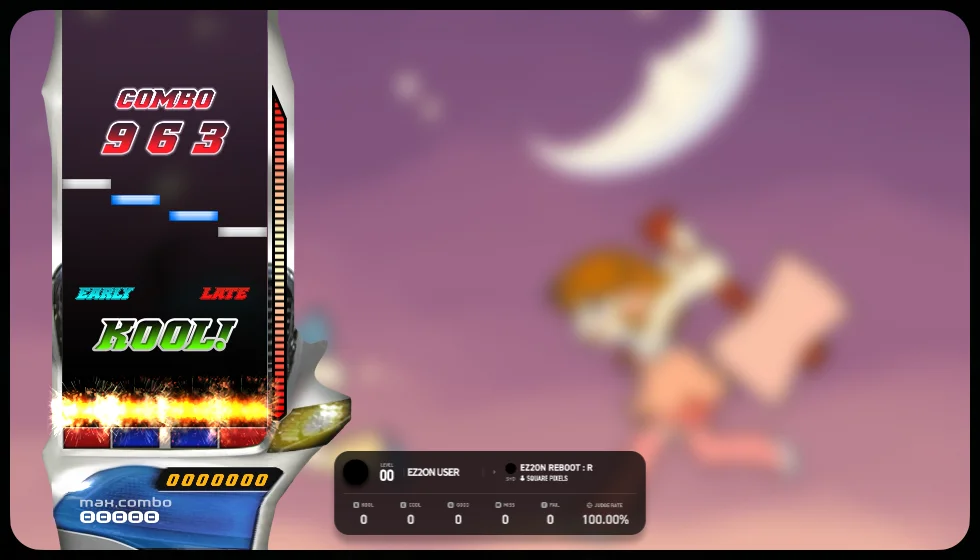 COMBO
963
EARLY LATE
KOOL!
0000000
max.combo
00000
LEVEL
00 EZ2ON USER EZ2ON REBOOT : R
SQUARE PIXELS
KOOL COOL GOOD MISS FAIL JUDGE RATE
0 0 0 0 0 100.00%